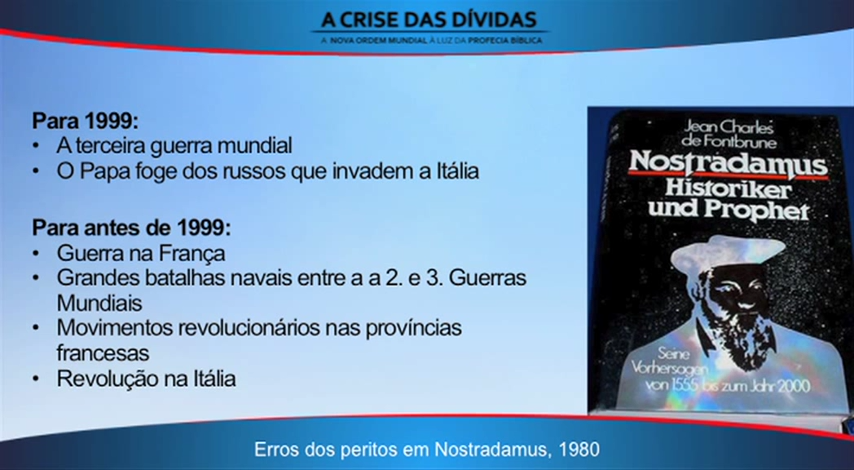 A CRISE DAS DÍVIDAS
A NOVA ORDEM MUNDIAL À LUZ DA PROFECIA BÍBLICA
Para 1999:
• A terceira guerra mundial
• O Papa foge dos russos que invadem a Itália
Para antes de 1999:
• Guerra na França
• Grandes batalhas navais entre a a 2. e 3. Guerras
Mundiais
• Movimentos revolucionários nas províncias
francesas
• Revolução na Itália
Jean Charles
de Fontbrune
Nostradamus
Historiker
und Prophet
Seine
Vorhersagen
von 1555 bis zum Jahr 2000
Erros dos peritos em Nostradamus, 1980